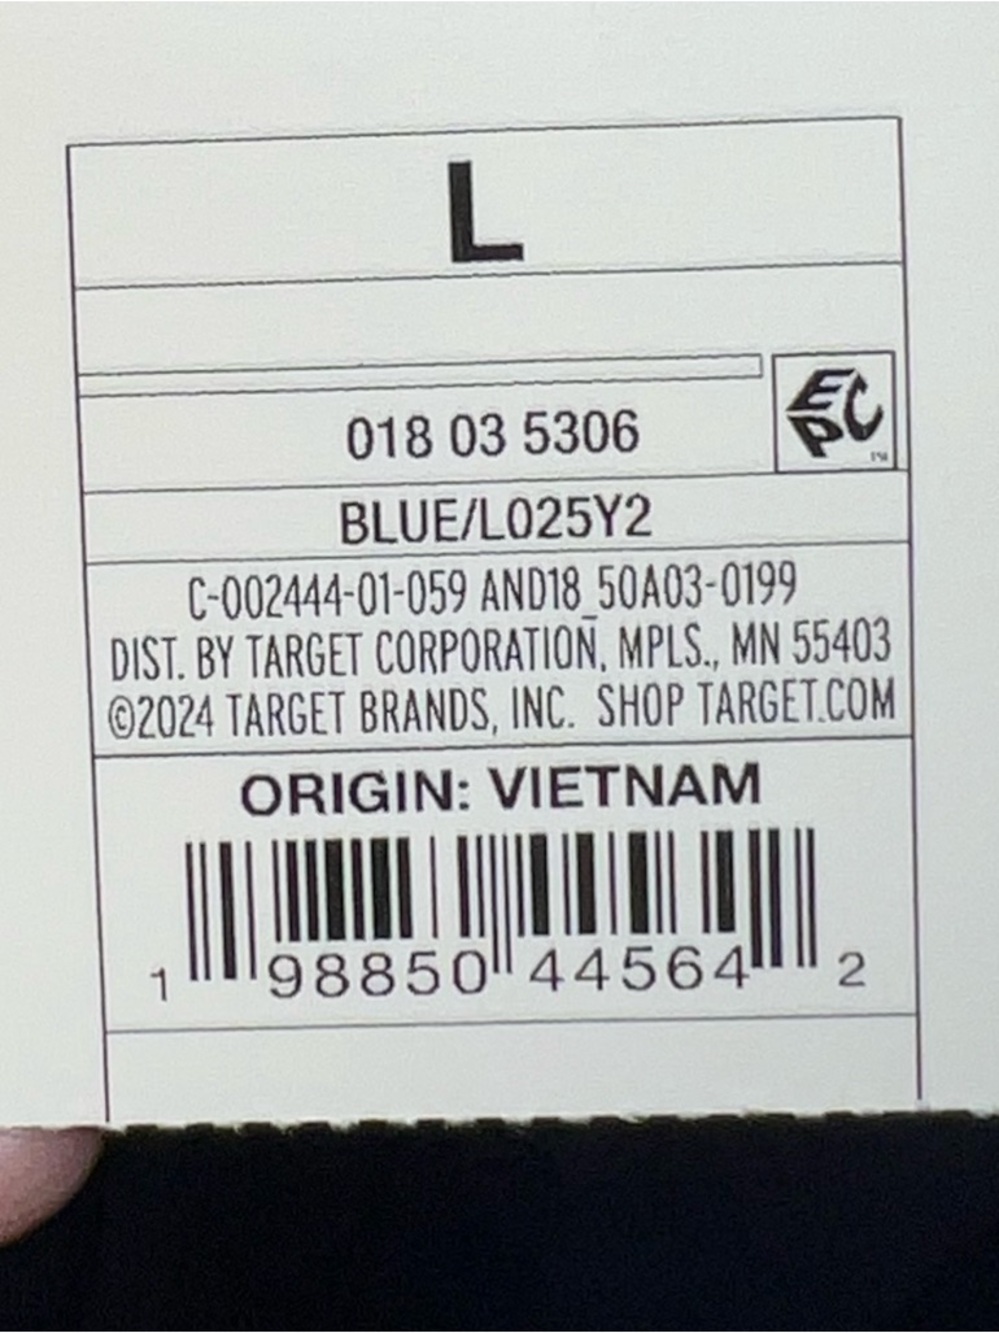 L
018 03 5306
EPC
TM
BLUE/L025Y2
C-002444-01-059 AND18_50A03-0199
DIST. BY TARGET CORPORATION, MPLS., MN 55403
©2024 TARGET BRANDS, INC. SHOP TARGET.COM
ORIGIN: VIETNAM
1 98850 44564 2